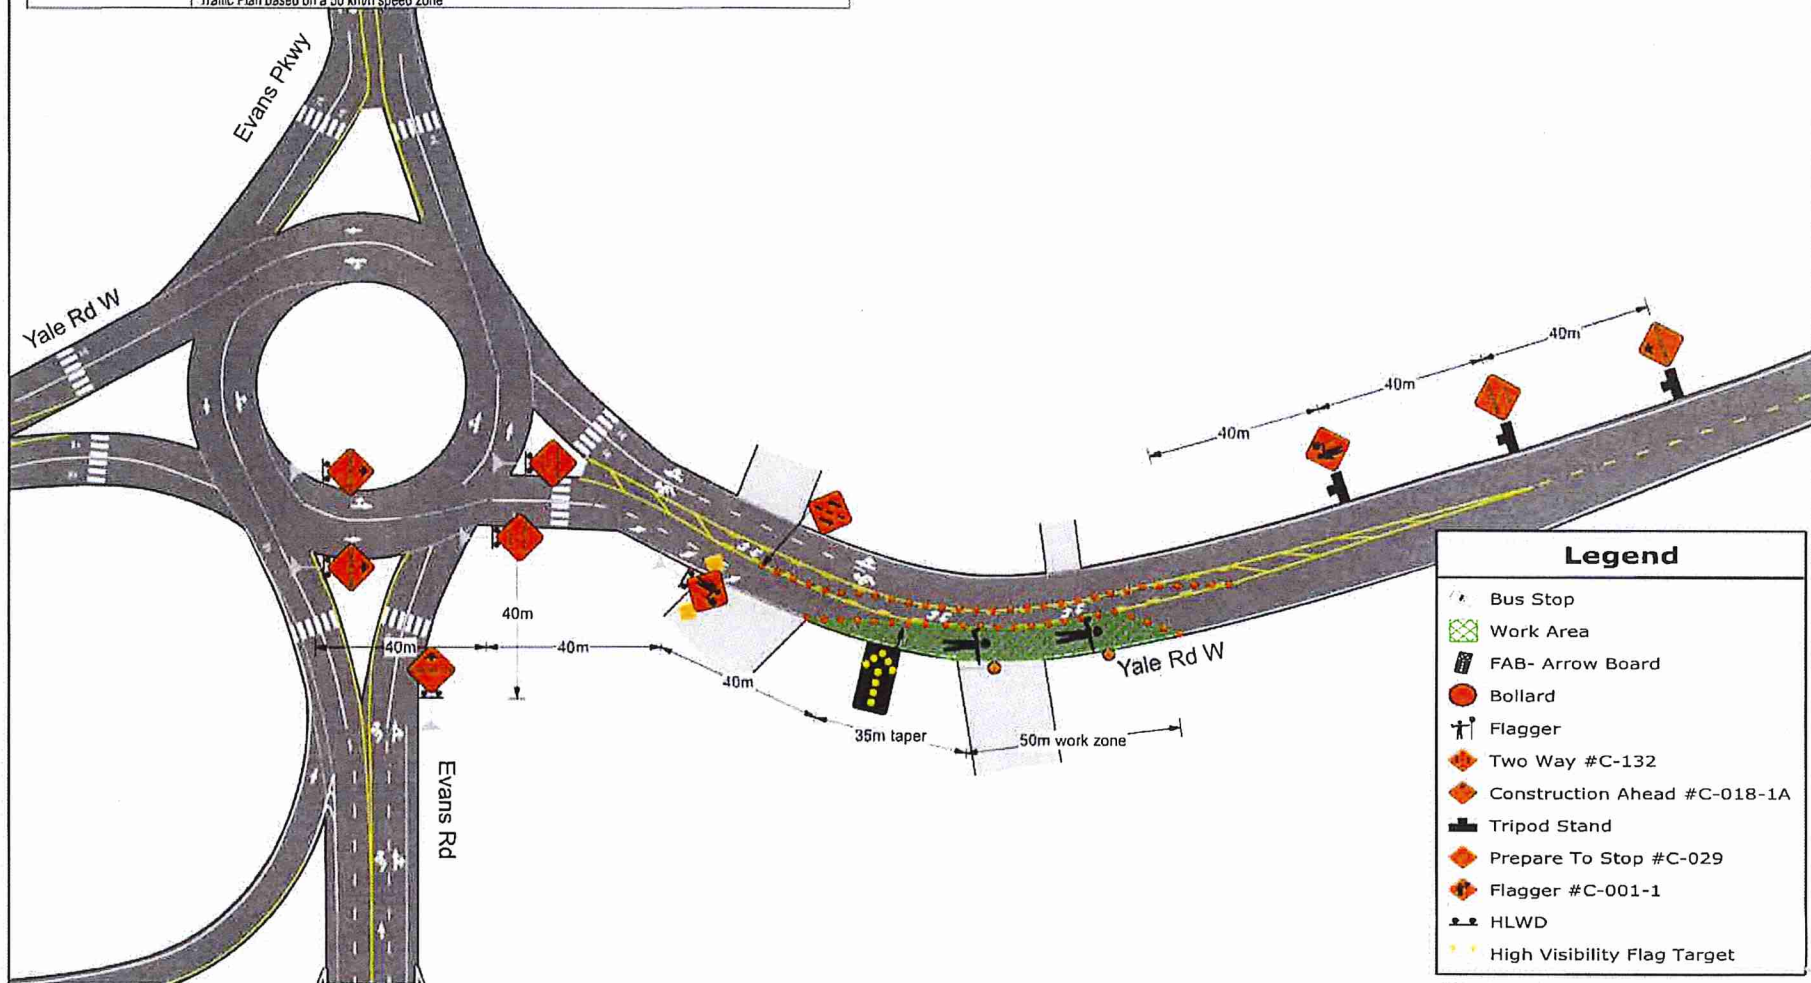 Traffic Plan based on a 50 km/h speed zone
Evans Pkwy
Yale Rd W
40m
40m
40m
40m
40m
40m
40m
35m taper
50m work zone
Yale Rd W
Evans Rd
Legend
Bus Stop
Work Area
FAB- Arrow Board
Bollard
Flagger
Two Way #C-132
Construction Ahead #C-018-1A
Tripod Stand
Prepare To Stop #C-029
Flagger #C-001-1
HLWD
High Visibility Flag Target